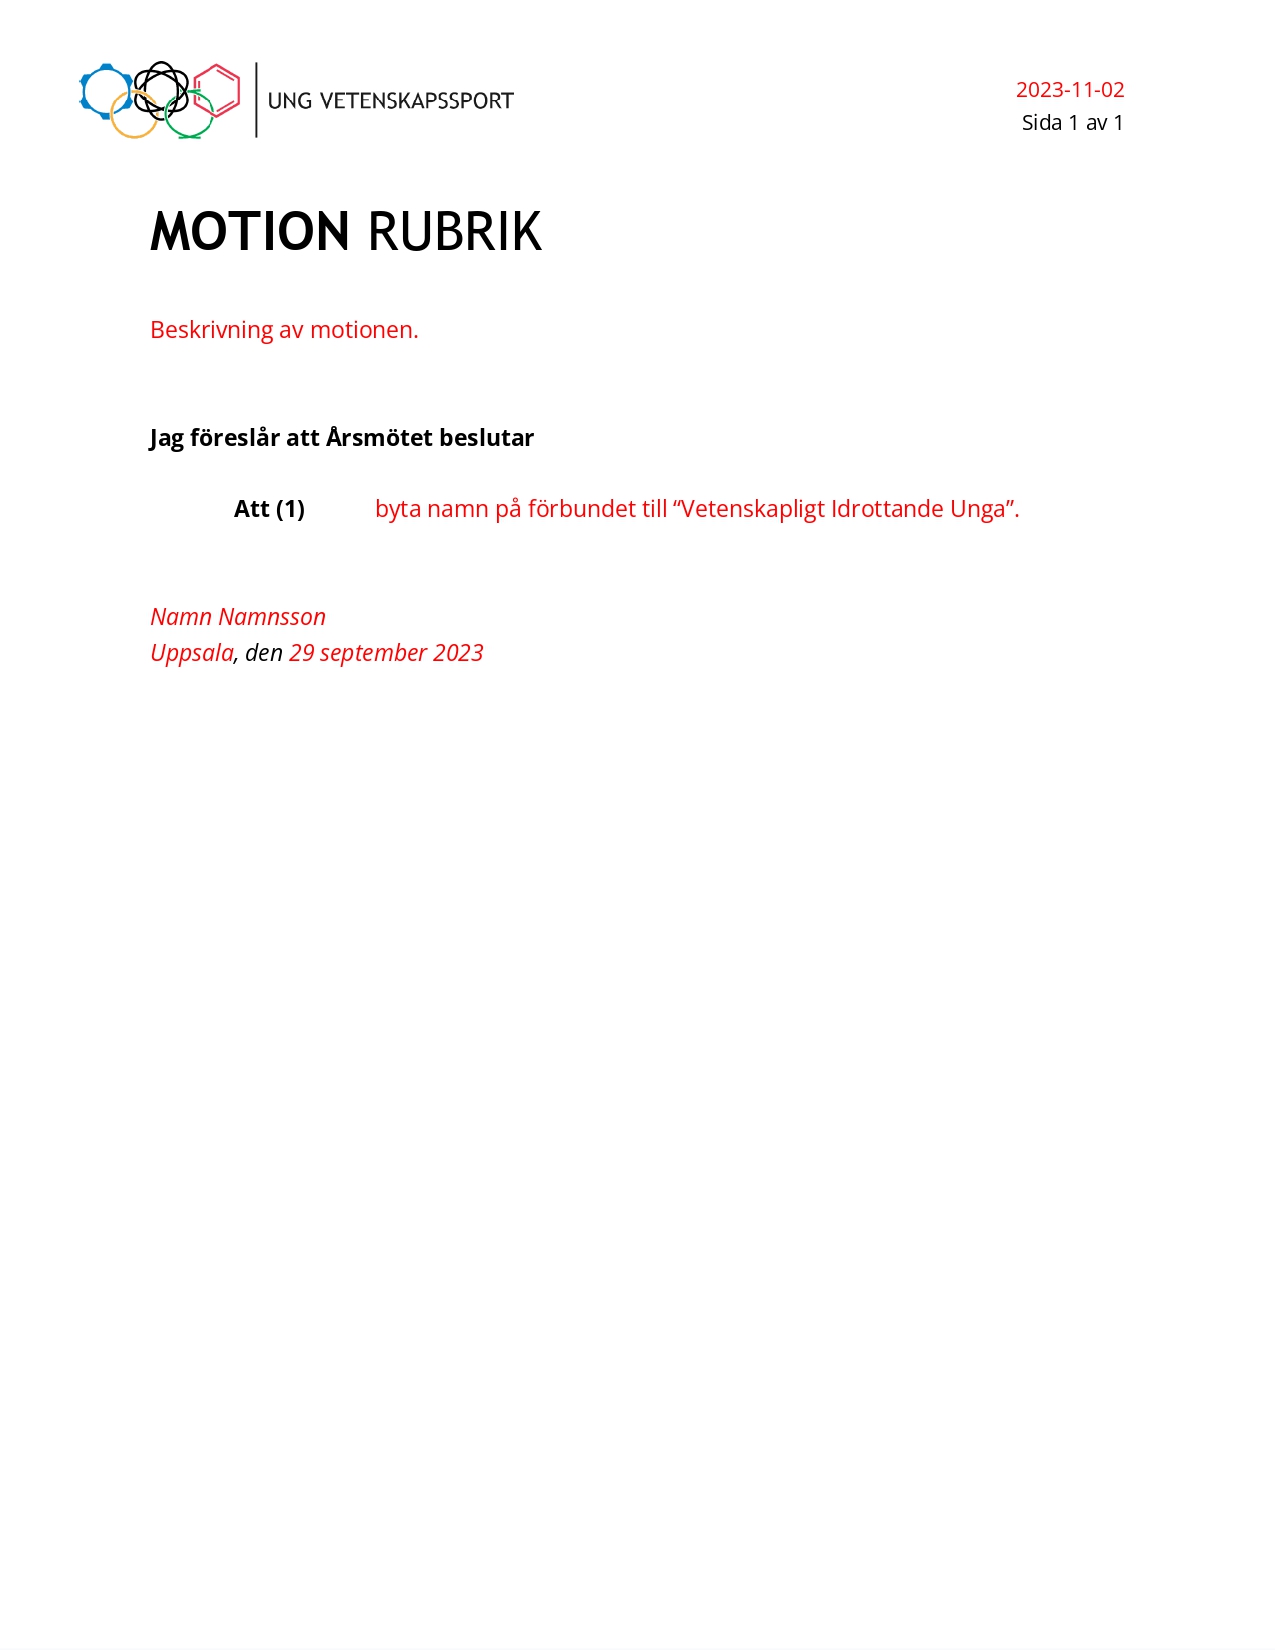 UNG VETENSKAPSSPORT
2023-11-02
Sida 1 av 1
MOTION RUBRIK
Beskrivning av motionen.
Jag föreslår att Årsmötet beslutar
Att (1) byta namn på förbundet till “Vetenskapligt Idrottande Unga”.
Namn Namnsson
Uppsala, den 29 september 2023